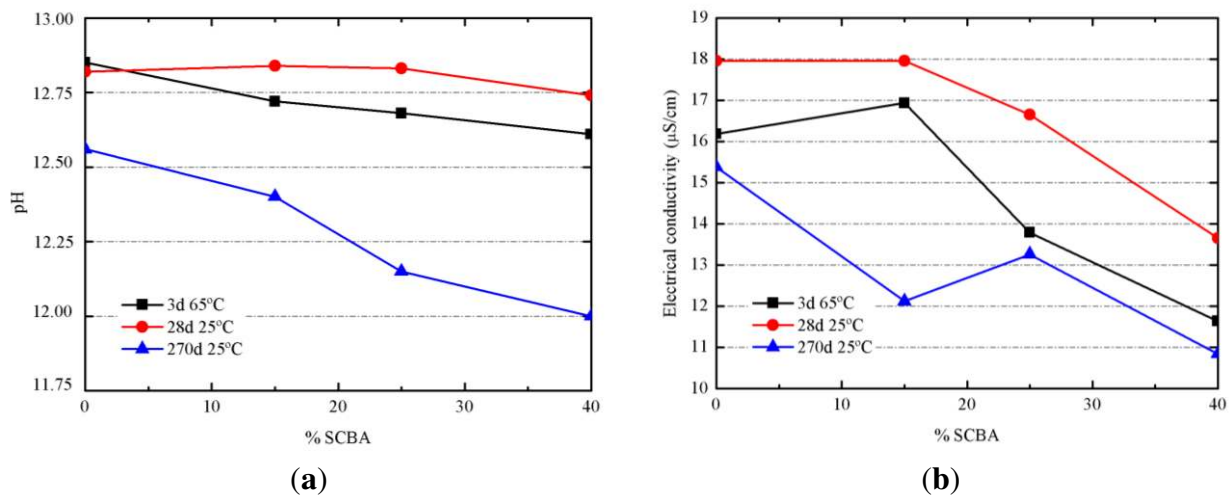 13.00
12.75
12.50
12.25
12.00
11.75
pH
3d 65°C
28d 25°C
270d 25°C
0 10 20 30 40
% SCBA
(a)
19
18
17
16
15
14
13
12
11
10
Electrical conductivity (µS/cm)
3d 65°C
28d 25°C
270d 25°C
0 10 20 30 40
% SCBA
(b)